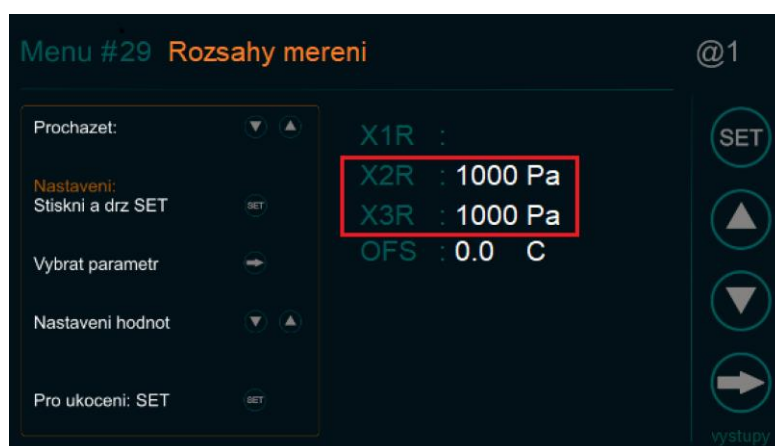 Menu #29 Rozsahy mereni @1
Prochazet:
Nastaveni:
Stiskni a drz SET SET
Vybrat parametr
Nastaveni hodnot
Pro ukoceni: SET SET
X1R :
X2R : 1000 Pa
X3R : 1000 Pa
OFS : 0.0 C
SET
vystupy